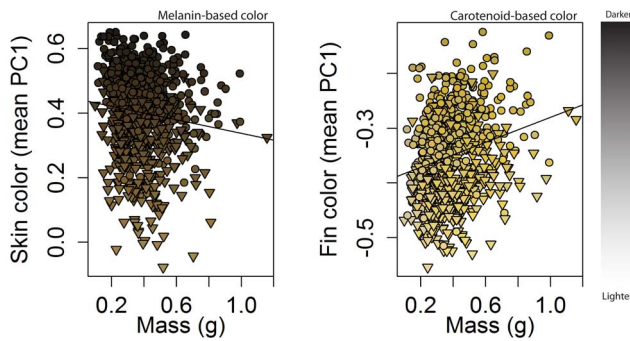 Melanin-based color
Carotenoid-based color
Darker
Skin color (mean PC1)
0.6
0.4
0.2
0.0
0.2
0.6
1.0
Mass (g)
Fin color (mean PC1)
-0.3
-0.5
0.2
0.6
1.0
Mass (g)
Lighte